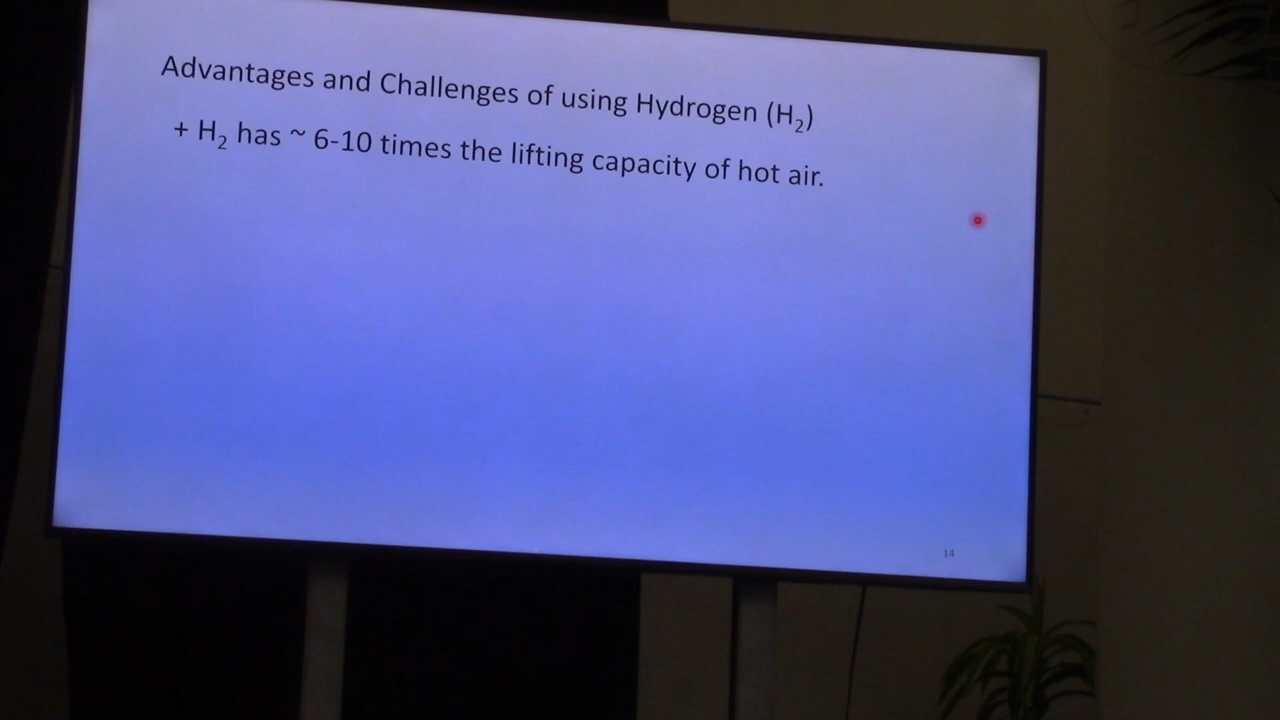 Advantages and Challenges of using Hydrogen (H₂)
+ H₂ has ~ 6-10 times the lifting capacity of hot air.
14